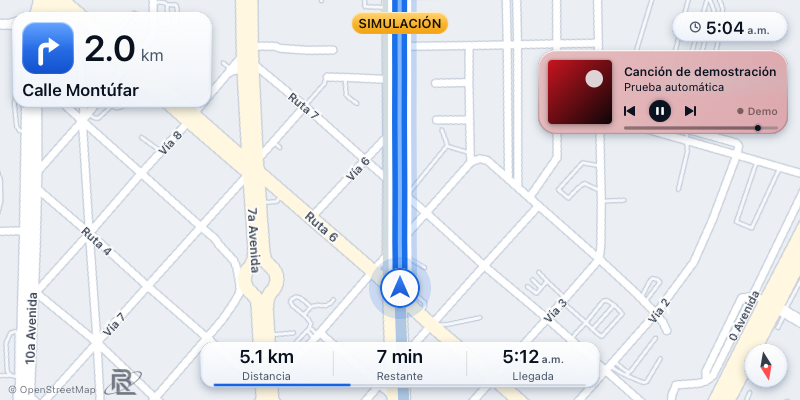 SIMULACIÓN
2.0 km
Calle Montúfar
5:04 a.m.
Canción de demostración
Prueba automática
Demo
Ruta 7
Vía 8
Vía 6
Ruta 6
7a Avenida
Ruta 4
Vía 7
10a Avenida
Vía 3
Vía 2
0 Avenida
5.1 km
Distancia
7 min
Restante
5:12 a.m.
Llegada
© OpenStreetMap